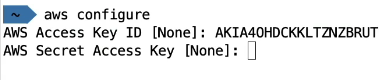 ~ aws configure
AWS Access Key ID [None]: AKIA4OHDCKKLTZNZBRUT
AWS Secret Access Key [None]: